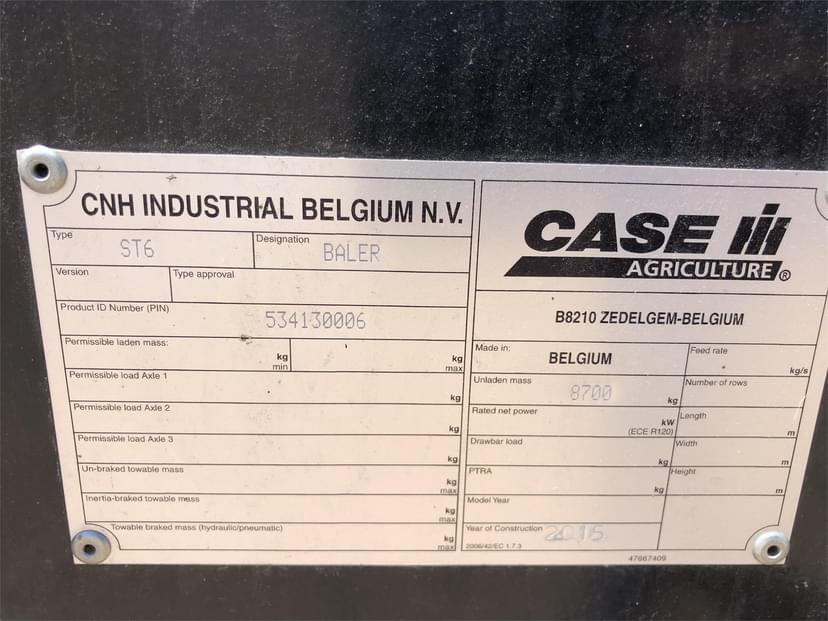 CNH INDUSTRIAL BELGIUM N.V.
Type ST6 Designation BALER
Version Type approval
Product ID Number (PIN) 534130006
Permissible laden mass: kg min kg max
Permissible load Axle 1 kg
Permissible load Axle 2 kg
Permissible load Axle 3 kg
Un-braked towable mass kg max
Inertia-braked towable mass kg max
Towable braked mass (hydraulic/pneumatic) kg max
CASE IH
AGRICULTURE ®
B8210 ZEDELGEM-BELGIUM
Made in: BELGIUM Feed rate kg/s
Unladen mass 8700 kg Number of rows
Rated net power kW (ECE R120) Length m
Drawbar load kg Width m
PTRA kg Height m
Model Year
Year of Construction 2015
2006/42/EC 1.7.3
47667409